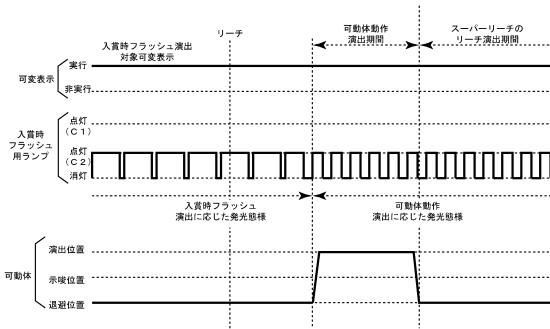 リーチ
可動体動作
演出期間
スーパーリーチの
リーチ演出期間
入賞時フラッシュ演出
対象可変表示
可変表示
実行
非実行
入賞時
フラッシュ
用ランプ
点灯
(C1)
点灯
(C2)
消灯
入賞時フラッシュ
演出に応じた発光態様
可動体動作
演出に応じた発光態様
可動体
演出位置
示唆位置
退避位置